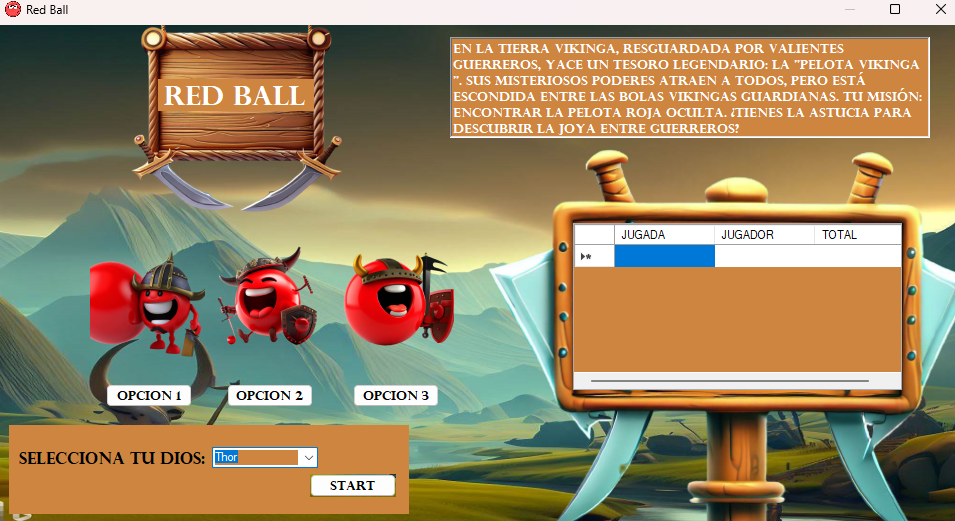 Red Ball
RED BALL
EN LA TIERRA VIKINGA, RESGUARDADA POR VALIENTES
GUERREROS, YACE UN TESORO LEGENDARIO: LA "PELOTA VIKINGA
". SUS MISTERIOSOS PODERES ATRAEN A TODOS, PERO ESTÁ
ESCONDIDA ENTRE LAS BOLAS VIKINGAS GUARDIANAS. TU MISIÓN:
ENCONTRAR LA PELOTA ROJA OCULTA. ¿TIENES LA ASTUCIA PARA
DESCUBRIR LA JOYA ENTRE GUERREROS?
JUGADA JUGADOR TOTAL
OPCION 1 OPCION 2 OPCION 3
SELECCIONA TU DIOS: Thor
START